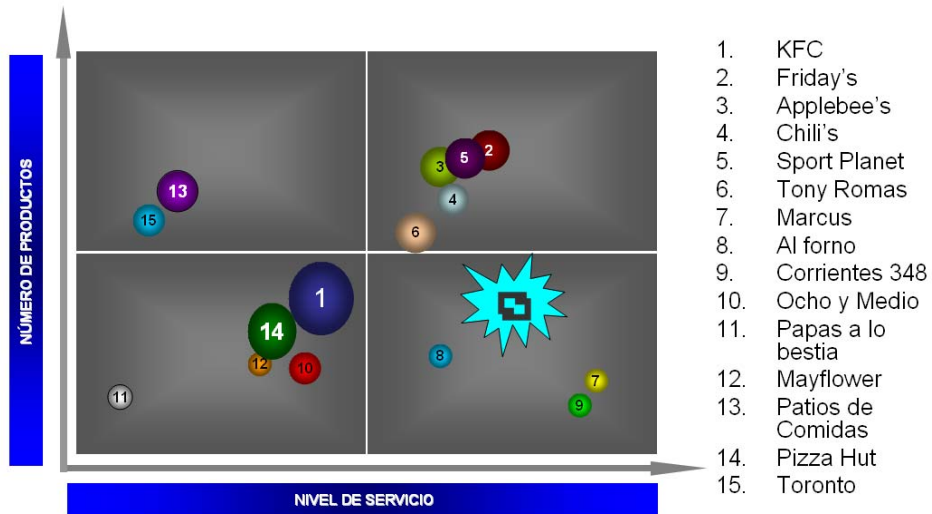 NÚMERO DE PRODUCTOS
13
15
3
5
2
4
6
1
14
12
10
11
8
7
9
NIVEL DE SERVICIO
1. KFC
2. Friday's
3. Applebee's
4. Chili's
5. Sport Planet
6. Tony Romas
7. Marcus
8. Al forno
9. Corrientes 348
10. Ocho y Medio
11. Papas a lo
bestia
12. Mayflower
13. Patios de
Comidas
14. Pizza Hut
15. Toronto